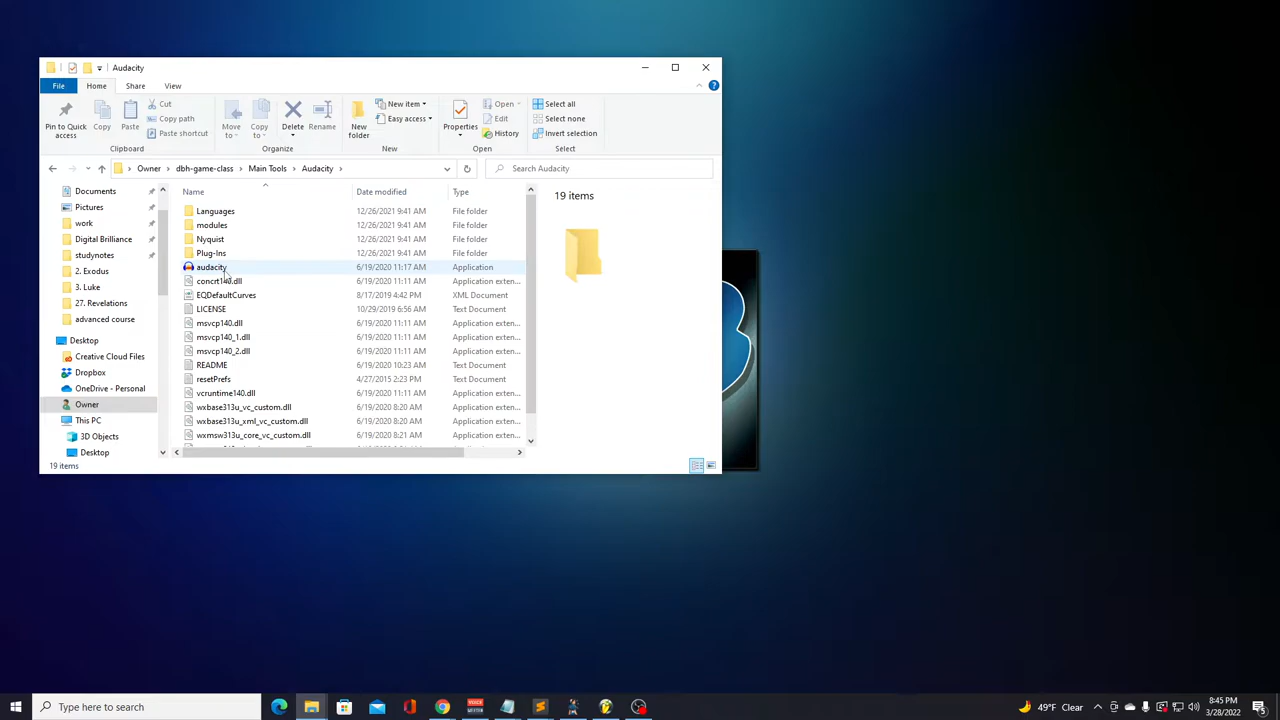 Audacity
File Home Share View
Pin to Quick access
Copy
Paste
Cut
Copy path
Paste shortcut
Move to
Copy to
Delete
Rename
New folder
New item
Easy access
Properties
Open
Edit
History
Select all
Select none
Invert selection
Clipboard Organize New Open Select
Owner > dbh-game-class > Main Tools > Audacity >
Search Audacity
Documents
Pictures
work
Digital Brilliance
studynotes
2. Exodus
3. Luke
27. Revelations
advanced course
Desktop
Creative Cloud Files
Dropbox
OneDrive - Personal
Owner
This PC
3D Objects
Desktop
Name Date modified Type
Languages 12/26/2021 9:41 AM File folder
modules 12/26/2021 9:41 AM File folder
Nyquist 12/26/2021 9:41 AM File folder
Plug-Ins 12/26/2021 9:41 AM File folder
audacity 6/19/2020 11:17 AM Application
concrt140.dll 6/19/2020 11:11 AM Application exten...
EQDefaultCurves 8/17/2019 4:42 PM XML Document
LICENSE 10/29/2019 6:56 AM Text Document
msvcp140.dll 6/19/2020 11:11 AM Application exten...
msvcp140_1.dll 6/19/2020 11:11 AM Application exten...
msvcp140_2.dll 6/19/2020 11:11 AM Application exten...
README 6/19/2020 10:23 AM Text Document
resetPrefs 4/27/2015 2:23 PM Text Document
vcruntime140.dll 6/19/2020 11:11 AM Application exten...
wxbase313u_vc_custom.dll 6/19/2020 8:20 AM Application exten...
wxbase313u_xml_vc_custom.dll 6/19/2020 8:20 AM Application exten...
wxmsw313u_core_vc_custom.dll 6/19/2020 8:21 AM Application exten...
19 items
19 items
Type here to search
49°F Clear
8:45 PM
3/28/2022